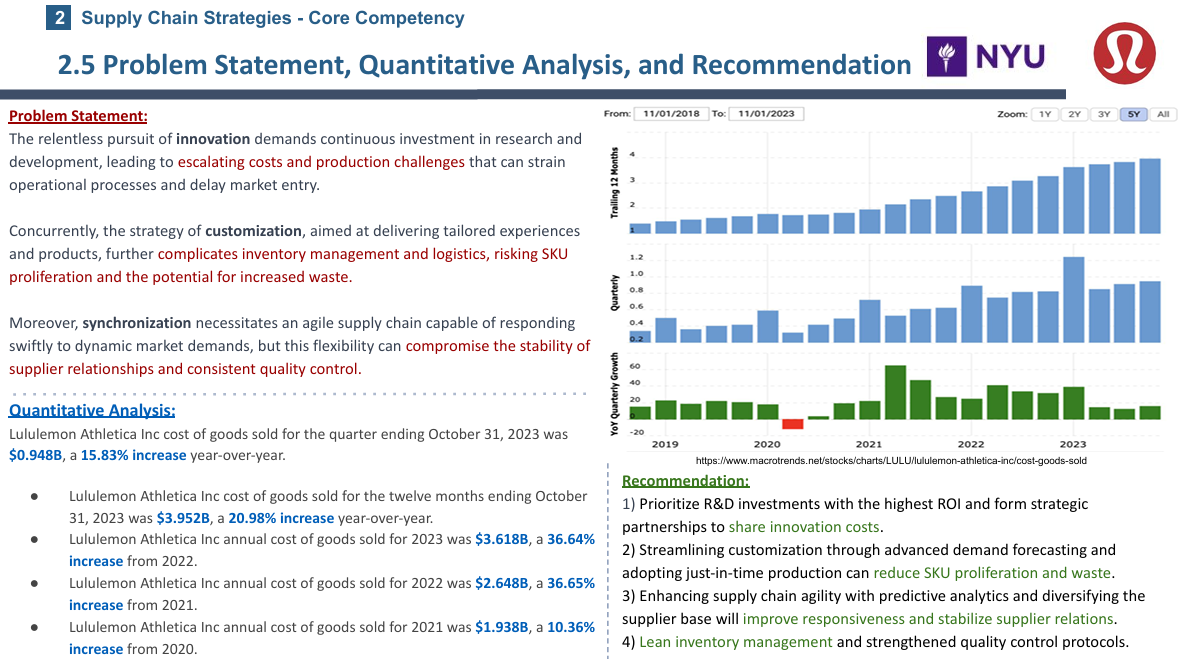 2 Supply Chain Strategies - Core Competency
2.5 Problem Statement, Quantitative Analysis, and Recommendation
NYU
Problem Statement:
The relentless pursuit of innovation demands continuous investment in research and
development, leading to escalating costs and production challenges that can strain
operational processes and delay market entry.
Concurrently, the strategy of customization, aimed at delivering tailored experiences
and products, further complicates inventory management and logistics, risking SKU
proliferation and the potential for increased waste.
Moreover, synchronization necessitates an agile supply chain capable of responding
swiftly to dynamic market demands, but this flexibility can compromise the stability of
supplier relationships and consistent quality control.
Quantitative Analysis:
Lululemon Athletica Inc cost of goods sold for the quarter ending October 31, 2023 was
$0.948B, a 15.83% increase year-over-year.
● Lululemon Athletica Inc cost of goods sold for the twelve months ending October
31, 2023 was $3.952B, a 20.98% increase year-over-year.
● Lululemon Athletica Inc annual cost of goods sold for 2023 was $3.618B, a 36.64%
increase from 2022.
● Lululemon Athletica Inc annual cost of goods sold for 2022 was $2.648B, a 36.65%
increase from 2021.
● Lululemon Athletica Inc annual cost of goods sold for 2021 was $1.938B, a 10.36%
increase from 2020.
From: 11/01/2018 To: 11/01/2023 Zoom: 1Y 2Y 3Y 5Y All
Trailing 12 Months
4
3
2
1
Quarterly
1.2
1.0
0.8
0.6
0.4
0.2
YoY Quarterly Growth
60
40
20
0
-20
2019 2020 2021 2022 2023
https://www.macrotrends.net/stocks/charts/LULU/lululemon-athletica-inc/cost-goods-sold
Recommendation:
1) Prioritize R&D investments with the highest ROI and form strategic
partnerships to share innovation costs.
2) Streamlining customization through advanced demand forecasting and
adopting just-in-time production can reduce SKU proliferation and waste.
3) Enhancing supply chain agility with predictive analytics and diversifying the
supplier base will improve responsiveness and stabilize supplier relations.
4) Lean inventory management and strengthened quality control protocols.